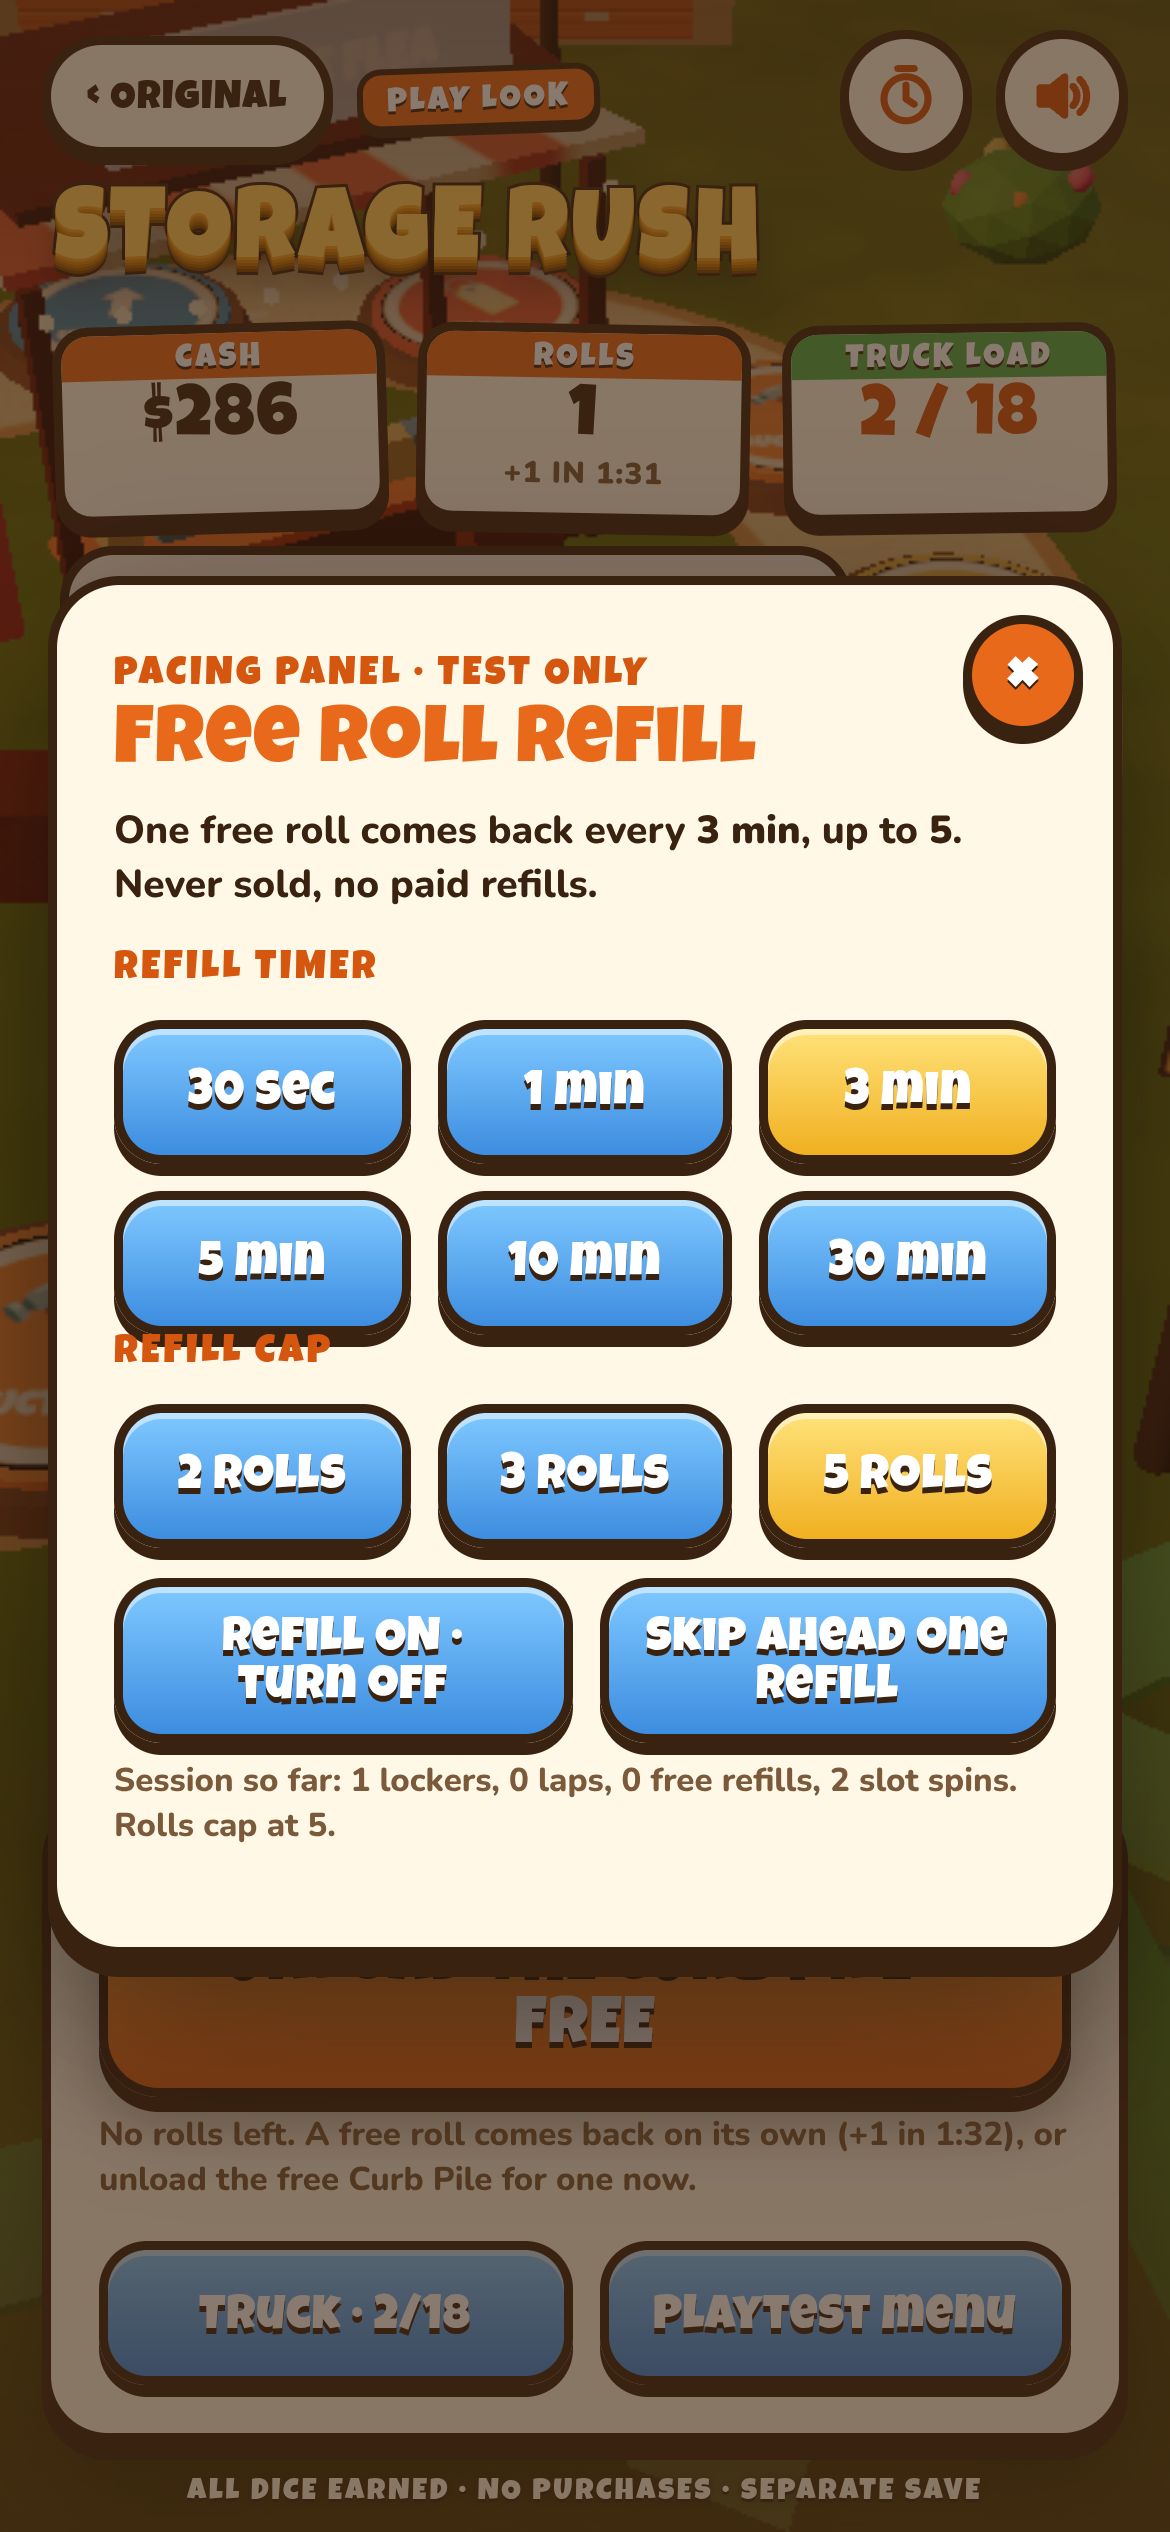 ‹ ORIGINAL
PLAY LOOK
STORAGE RUSH
CASH
$286
ROLLS
1
+1 IN 1:31
TRUCK LOAD
2 / 18
PACING PANEL · TEST ONLY
FREE ROLL REFILL
One free roll comes back every 3 min, up to 5.
Never sold, no paid refills.
REFILL TIMER
30 sec
1 min
3 min
5 min
10 min
30 min
REFILL CAP
2 ROLLS
3 ROLLS
5 ROLLS
REFILL ON ·
TURN OFF
SKIP AHEAD ONE
REFILL
Session so far: 1 lockers, 0 laps, 0 free refills, 2 slot spins.
Rolls cap at 5.
FREE
No rolls left. A free roll comes back on its own (+1 in 1:32), or
unload the free Curb Pile for one now.
TRUCK · 2/18
PLAYTEST MENU
ALL DICE EARNED · NO PURCHASES · SEPARATE SAVE